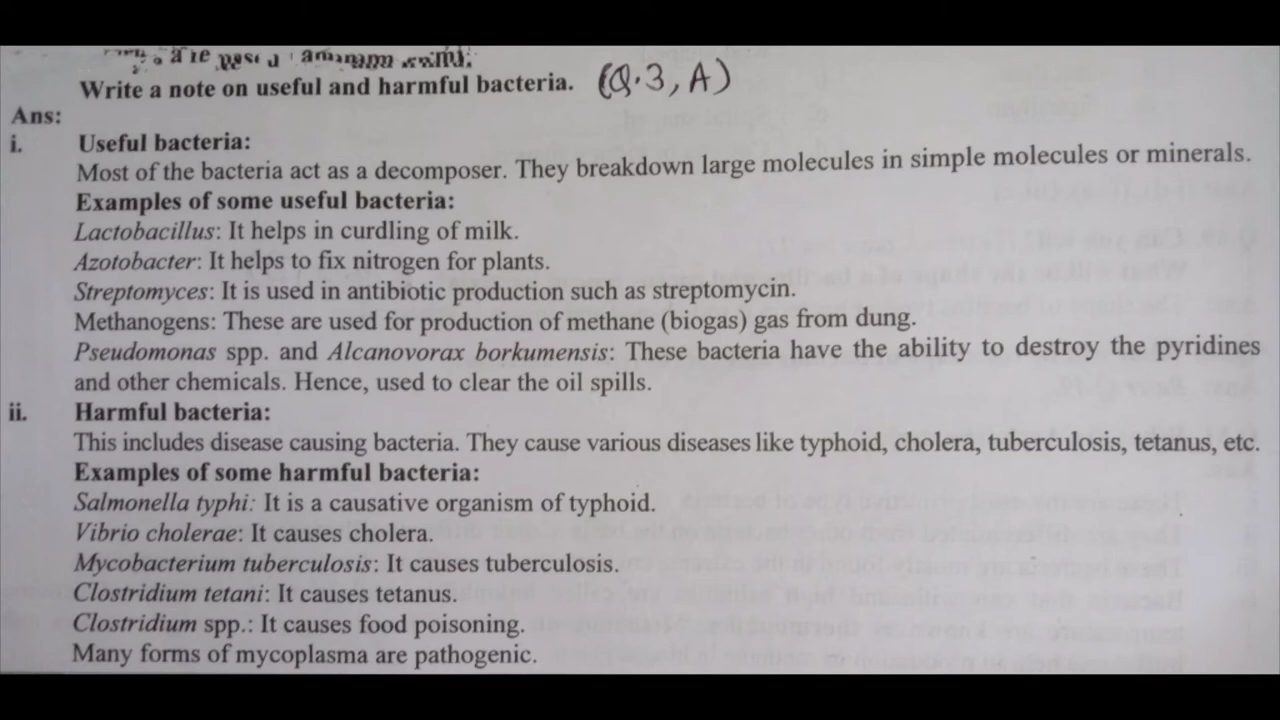 Write a note on useful and harmful bacteria. (Q.3, A)
Ans:
i. Useful bacteria:
Most of the bacteria act as a decomposer. They breakdown large molecules in simple molecules or minerals.
Examples of some useful bacteria:
Lactobacillus: It helps in curdling of milk.
Azotobacter: It helps to fix nitrogen for plants.
Streptomyces: It is used in antibiotic production such as streptomycin.
Methanogens: These are used for production of methane (biogas) gas from dung.
Pseudomonas spp. and Alcanovorax borkumensis: These bacteria have the ability to destroy the pyridines
and other chemicals. Hence, used to clear the oil spills.
ii. Harmful bacteria:
This includes disease causing bacteria. They cause various diseases like typhoid, cholera, tuberculosis, tetanus, etc.
Examples of some harmful bacteria:
Salmonella typhi: It is a causative organism of typhoid.
Vibrio cholerae: It causes cholera.
Mycobacterium tuberculosis: It causes tuberculosis.
Clostridium tetani: It causes tetanus.
Clostridium spp.: It causes food poisoning.
Many forms of mycoplasma are pathogenic.